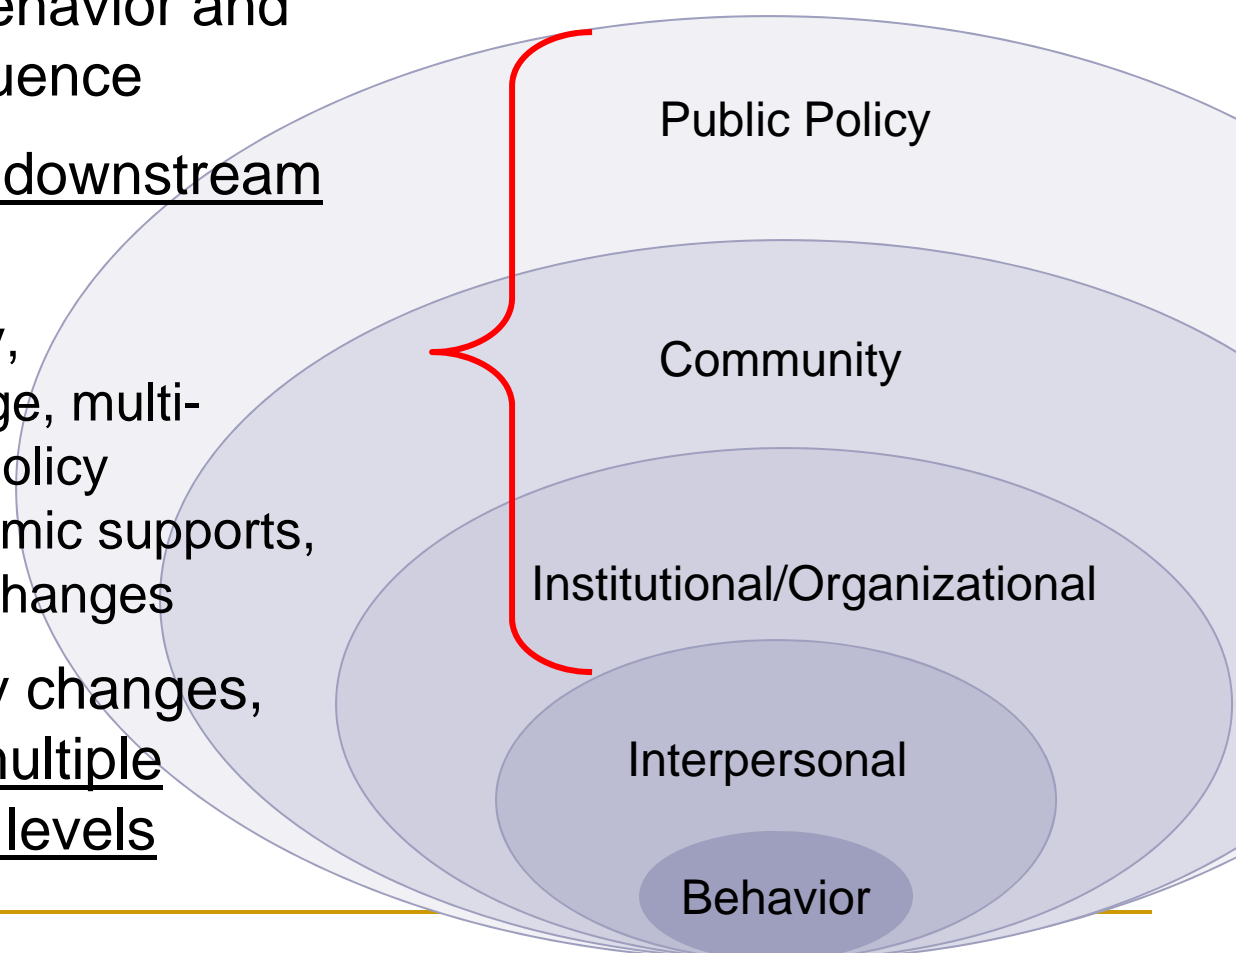 ehavior and
uence
downstream
y,
ge, multi-
olicy
mic supports,
hanges
y changes,
nultiple
levels
Public Policy
Community
Institutional/Organizational
Interpersonal
Behavior